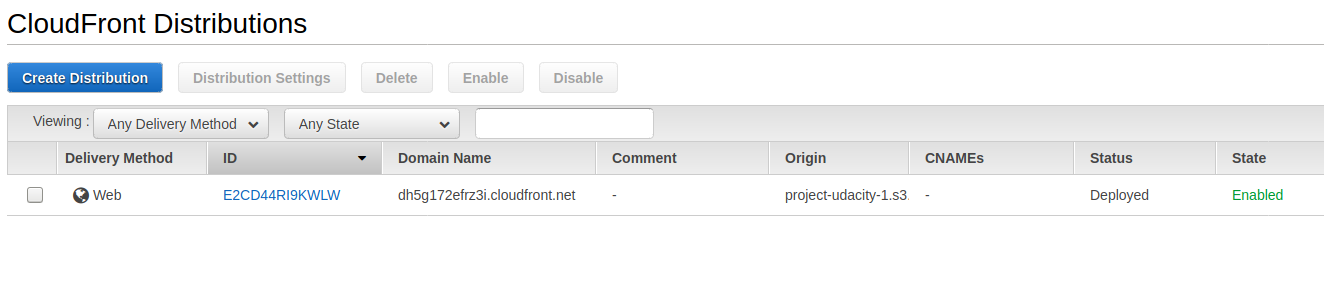 CloudFront Distributions
Create Distribution Distribution Settings Delete Enable Disable
Viewing : Any Delivery Method Any State
Delivery Method ID Domain Name Comment Origin CNAMEs Status State
Web E2CD44RI9KWLW dh5g172efrz3i.cloudfront.net - project-udacity-1.s3 - Deployed Enabled